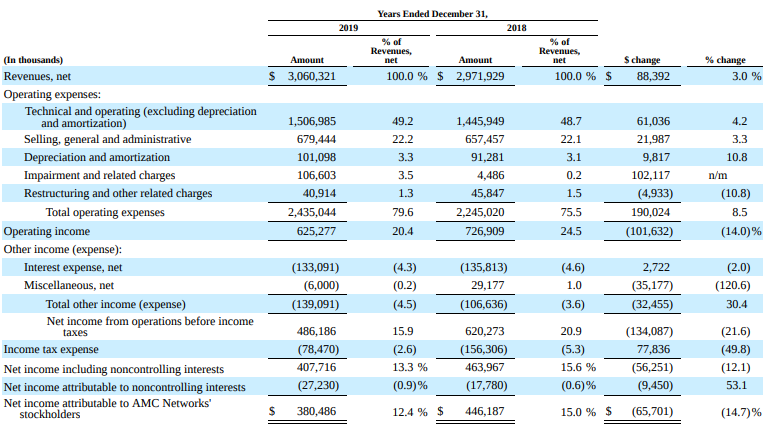 Years Ended December 31,
2019 2018
(In thousands) Amount % of Revenues, net Amount % of Revenues, net $ change % change
Revenues, net $ 3,060,321 100.0 % $ 2,971,929 100.0 % $ 88,392 3.0 %
Operating expenses:
Technical and operating (excluding depreciation
and amortization) 1,506,985 49.2 1,445,949 48.7 61,036 4.2
Selling, general and administrative 679,444 22.2 657,457 22.1 21,987 3.3
Depreciation and amortization 101,098 3.3 91,281 3.1 9,817 10.8
Impairment and related charges 106,603 3.5 4,486 0.2 102,117 n/m
Restructuring and other related charges 40,914 1.3 45,847 1.5 (4,933) (10.8)
Total operating expenses 2,435,044 79.6 2,245,020 75.5 190,024 8.5
Operating income 625,277 20.4 726,909 24.5 (101,632) (14.0)%
Other income (expense):
Interest expense, net (133,091) (4.3) (135,813) (4.6) 2,722 (2.0)
Miscellaneous, net (6,000) (0.2) 29,177 1.0 (35,177) (120.6)
Total other income (expense) (139,091) (4.5) (106,636) (3.6) (32,455) 30.4
Net income from operations before income
taxes 486,186 15.9 620,273 20.9 (134,087) (21.6)
Income tax expense (78,470) (2.6) (156,306) (5.3) 77,836 (49.8)
Net income including noncontrolling interests 407,716 13.3 % 463,967 15.6 % (56,251) (12.1)
Net income attributable to noncontrolling interests (27,230) (0.9)% (17,780) (0.6)% (9,450) 53.1
Net income attributable to AMC Networks'
stockholders $ 380,486 12.4 % $ 446,187 15.0 % $ (65,701) (14.7)%